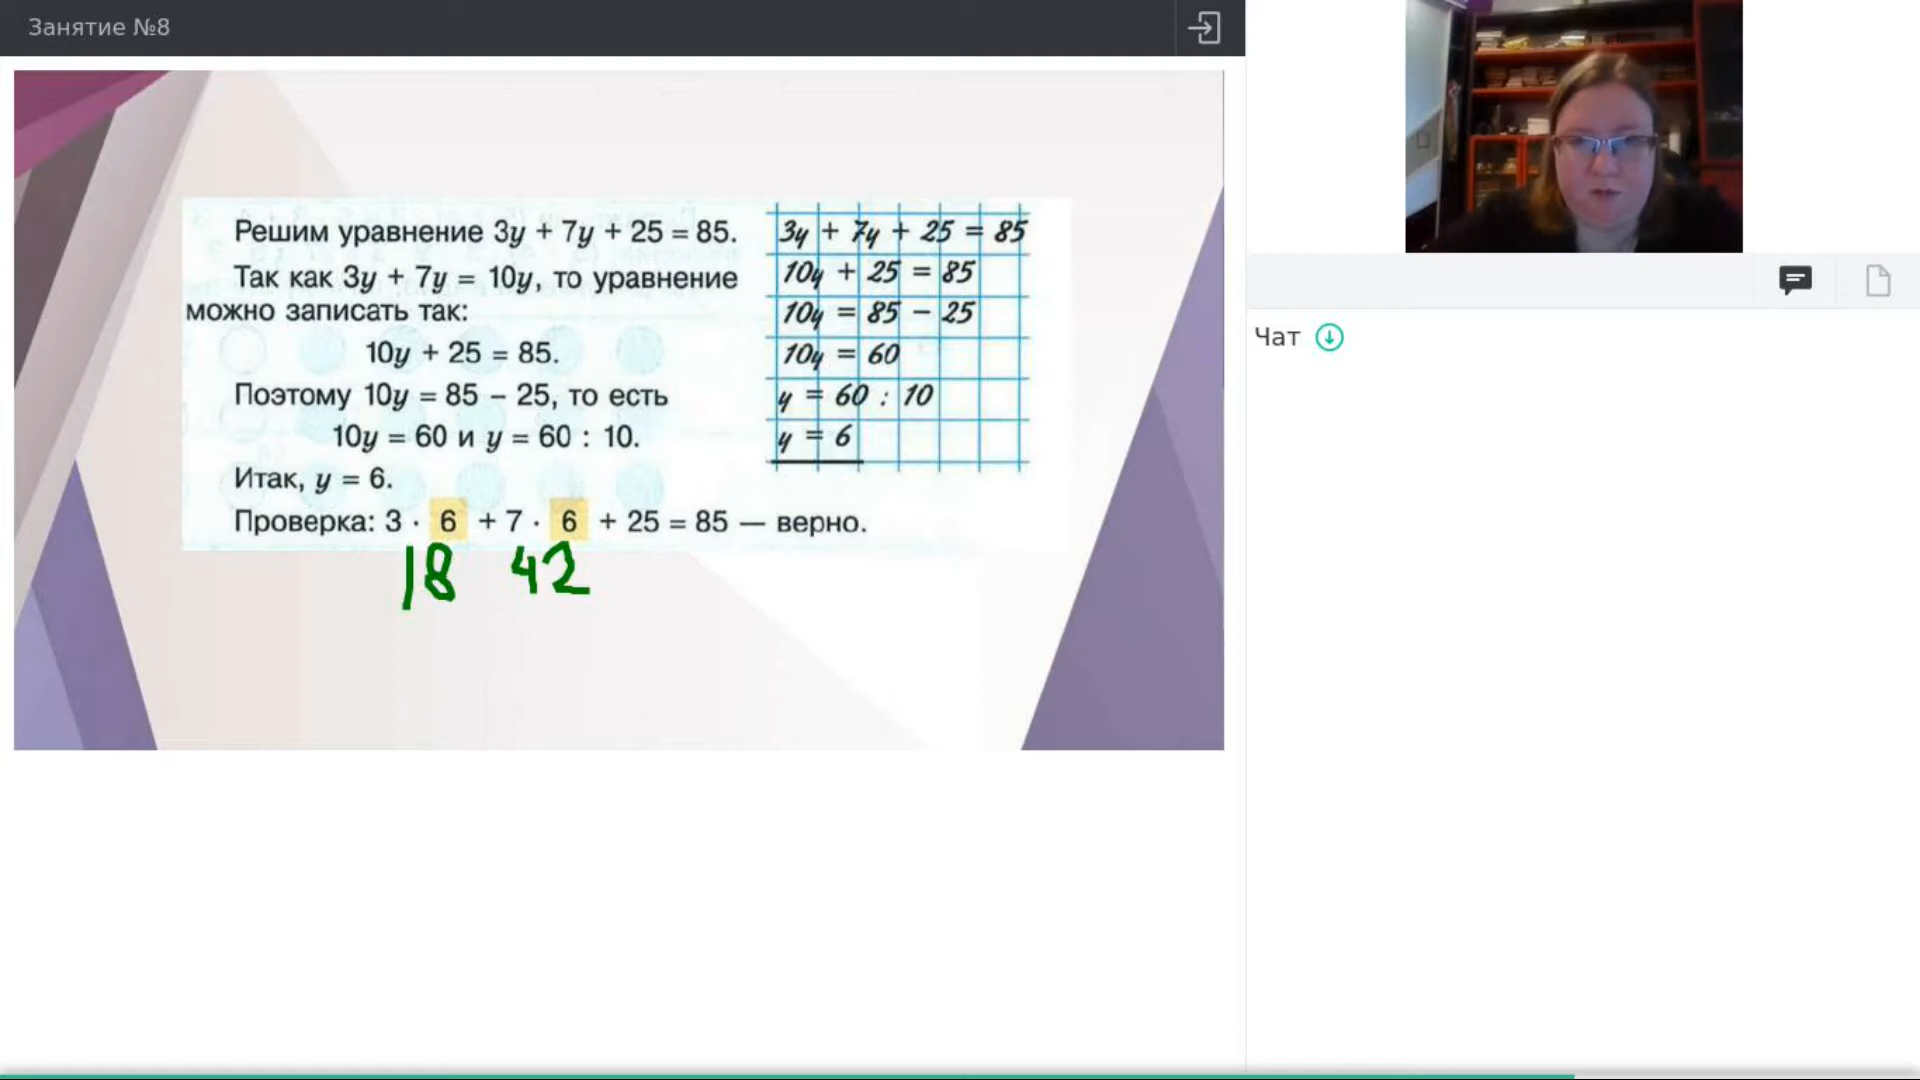 Занятие №8
Решим уравнение 3y + 7y + 25 = 85.
Так как 3y + 7y = 10y, то уравнение
можно записать так:
10y + 25 = 85.
Поэтому 10y = 85 – 25, то есть
10y = 60 и y = 60 : 10.
Итак, y = 6.
Проверка: 3 · 6 + 7 · 6 + 25 = 85 — верно.
18 42
3y + 7y + 25 = 85
10y + 25 = 85
10y = 85 – 25
10y = 60
y = 60 : 10
y = 6
Чат